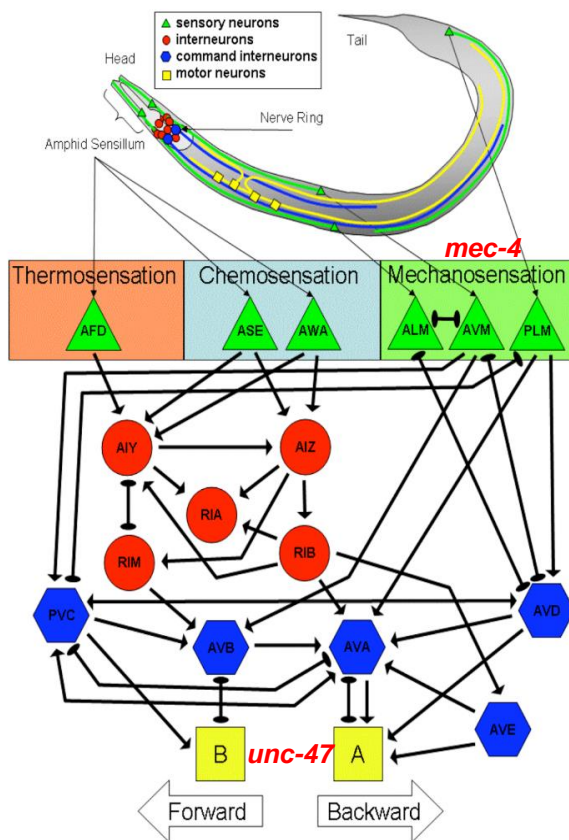 sensory neurons
interneurons
command interneurons
motor neurons
Tail
Head
Nerve Ring
Amphid Sensillum
mec-4
Thermosensation
Chemosensation
Mechanosensation
AFD
ASE
AWA
ALM
AVM
PLM
AIY
AIZ
RIA
RIM
RIB
PVC
AVB
AVA
AVD
AVE
B
unc-47
A
Forward
Backward